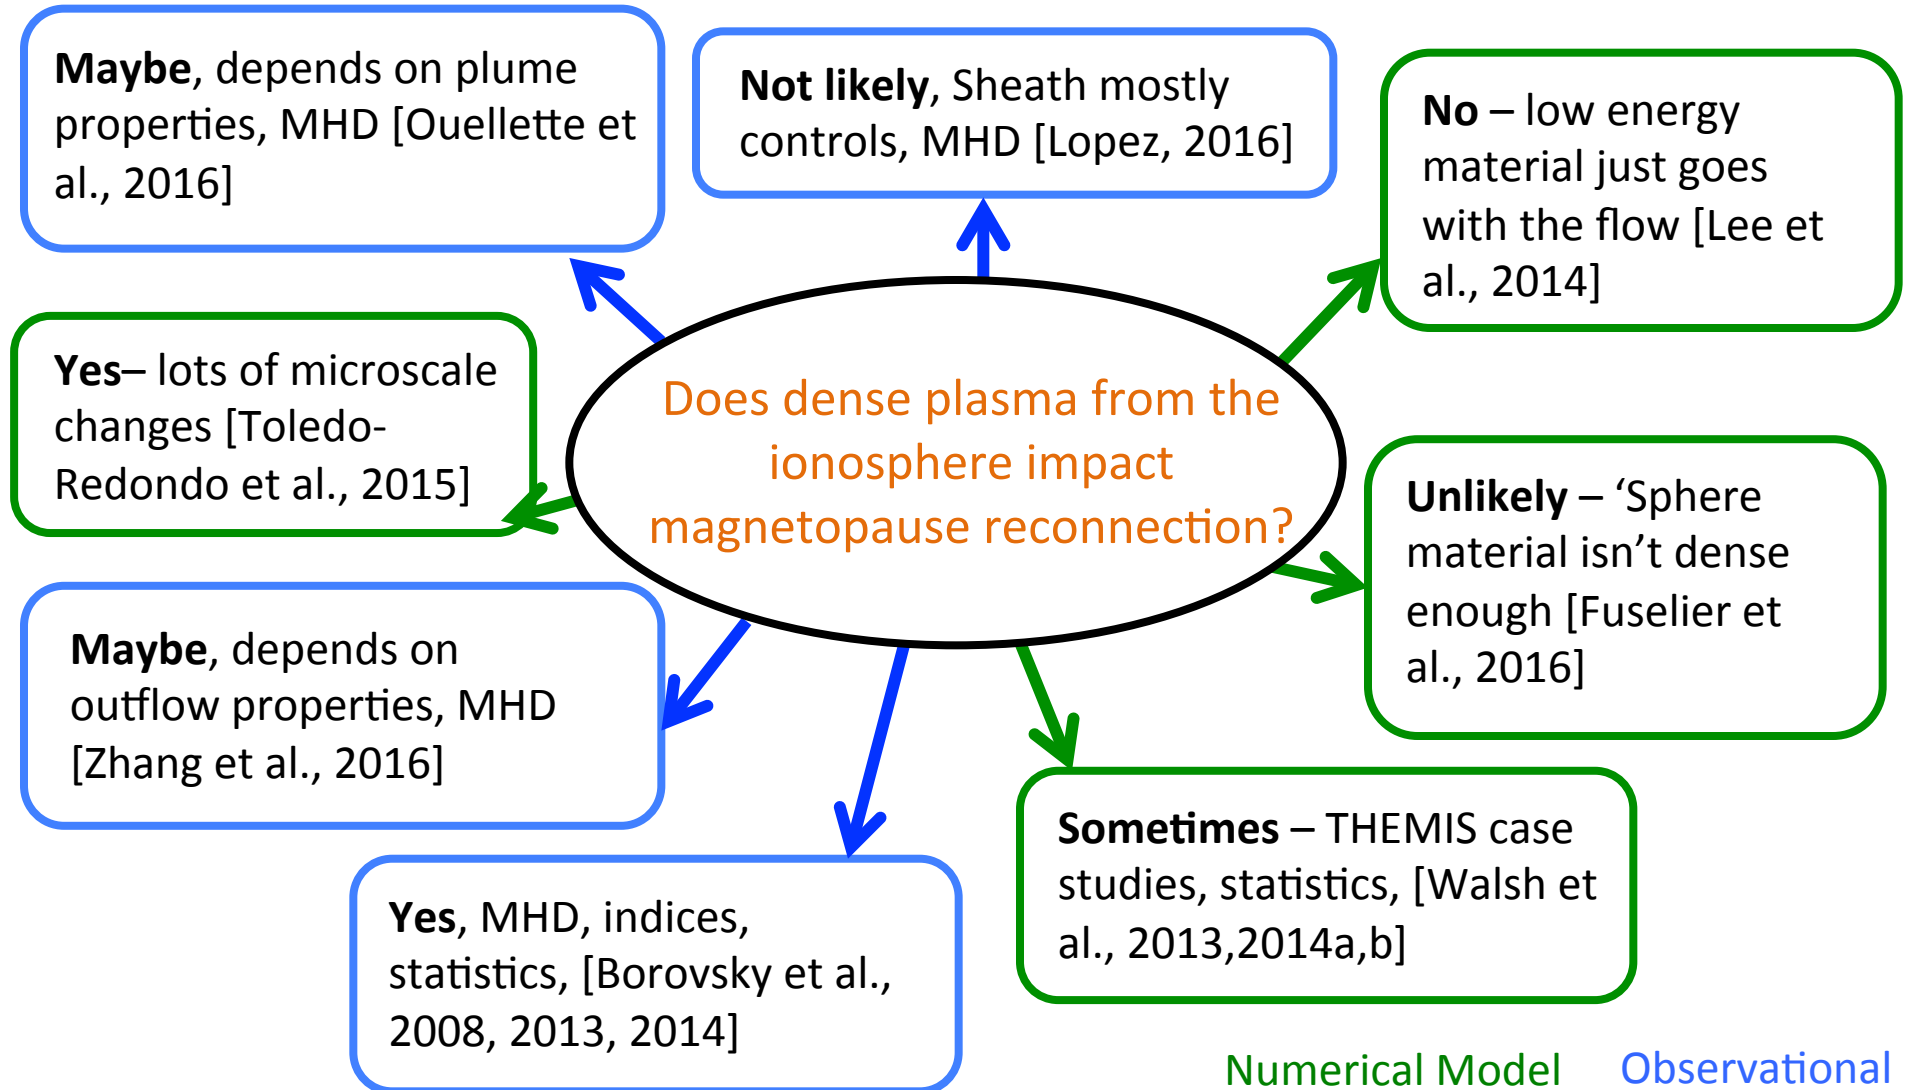 Maybe, depends on plume
properties, MHD [Ouellette et
al., 2016]
Not likely, Sheath mostly
controls, MHD [Lopez, 2016]
No – low energy
material just goes
with the flow [Lee et
al., 2014]
Yes– lots of microscale
changes [Toledo-
Redondo et al., 2015]
Does dense plasma from the
ionosphere impact
magnetopause reconnection?
Unlikely – ‘Sphere
material isn’t dense
enough [Fuselier et
al., 2016]
Maybe, depends on
outflow properties, MHD
[Zhang et al., 2016]
Yes, MHD, indices,
statistics, [Borovsky et al.,
2008, 2013, 2014]
Sometimes – THEMIS case
studies, statistics, [Walsh et
al., 2013,2014a,b]
Numerical Model Observational